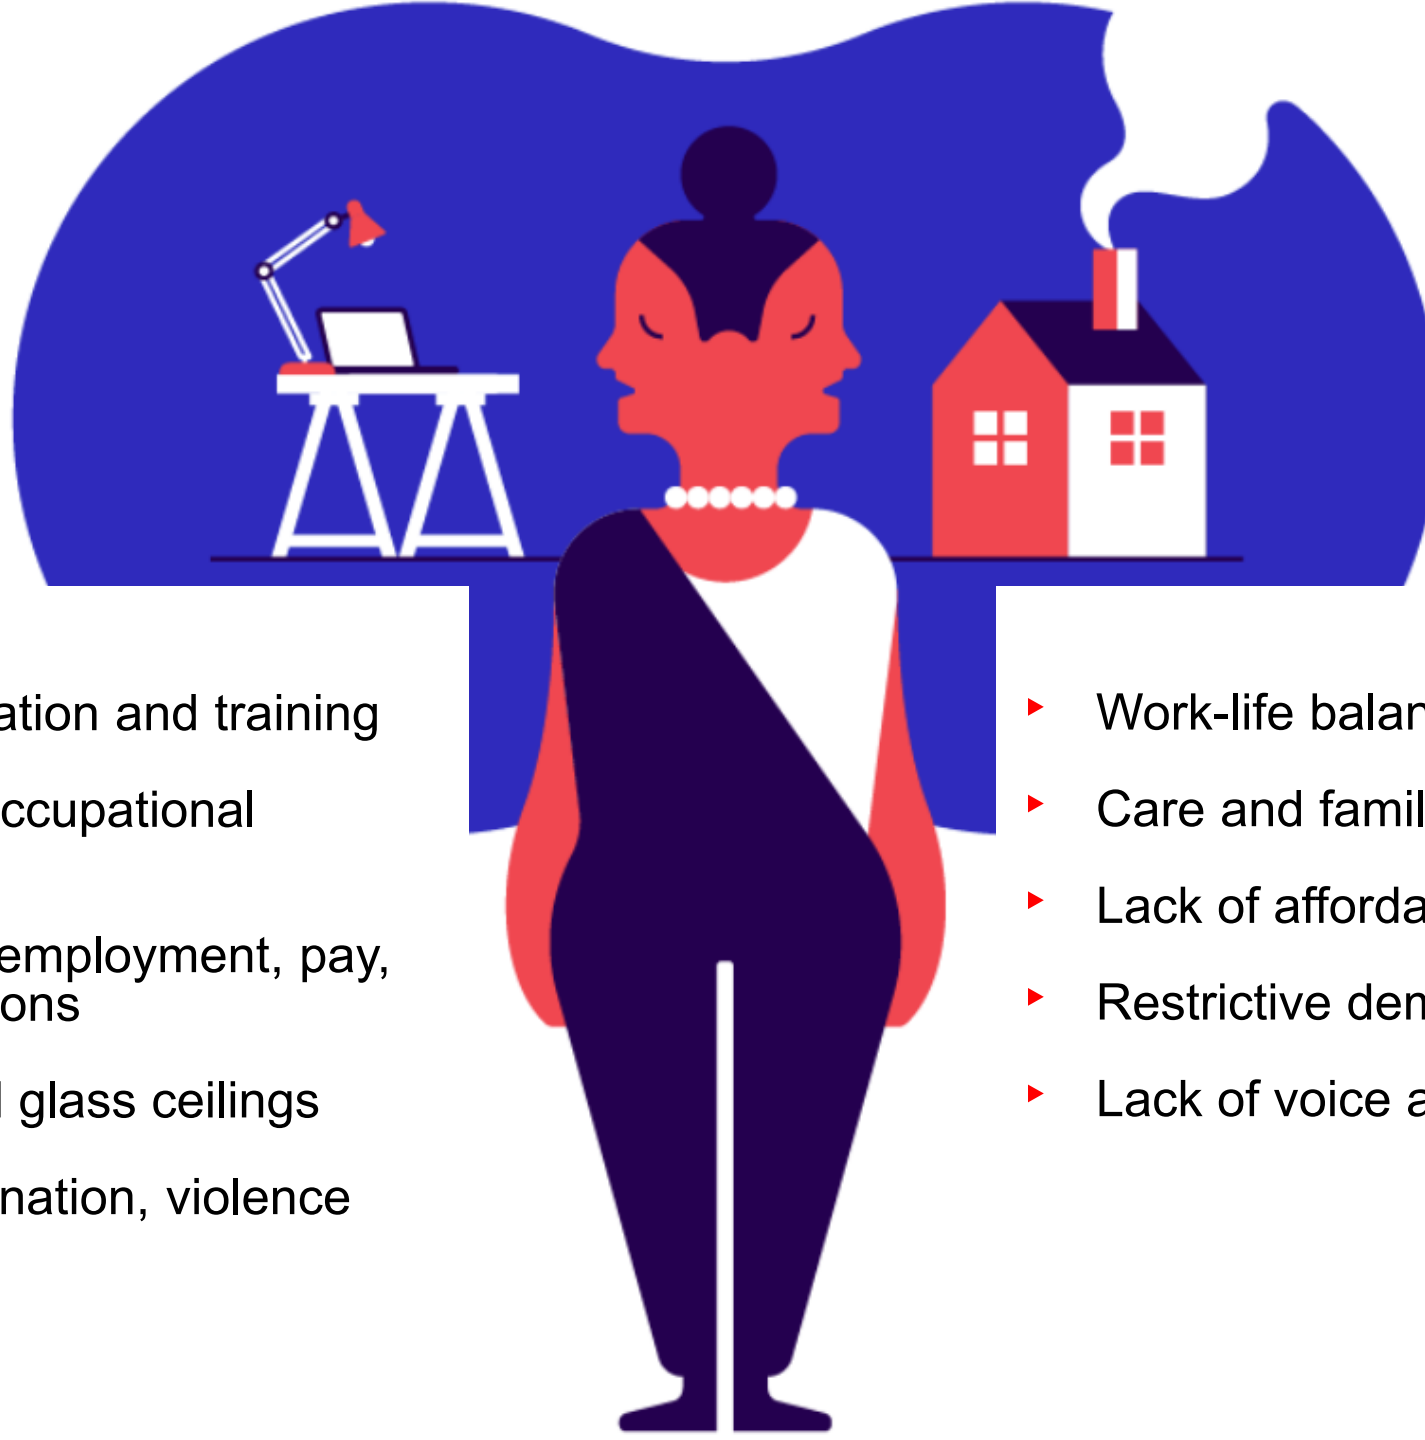 ation and training
ccupational
employment, pay,
ons
glass ceilings
nation, violence
Work-life balan
Care and famil
Lack of afforda
Restrictive den
Lack of voice a